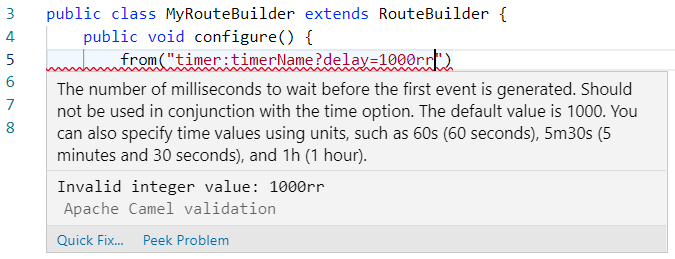 3 public class MyRouteBuilder extends RouteBuilder {
4 public void configure() {
5 from("timer:timerName?delay=1000rr")
6
7
8
The number of milliseconds to wait before the first event is generated. Should
not be used in conjunction with the time option. The default value is 1000. You
can also specify time values using units, such as 60s (60 seconds), 5m30s (5
minutes and 30 seconds), and 1h (1 hour).
Invalid integer value: 1000rr
Apache Camel validation
Quick Fix... Peek Problem